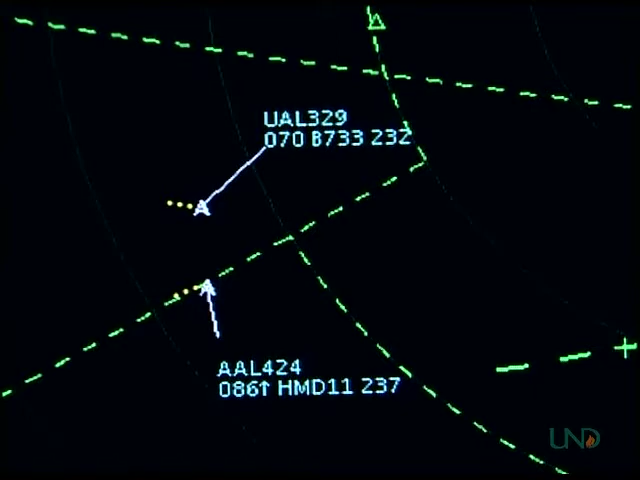 UAL329
070 B733 232
A
A
AAL424
086↑ HMD11 237
UND